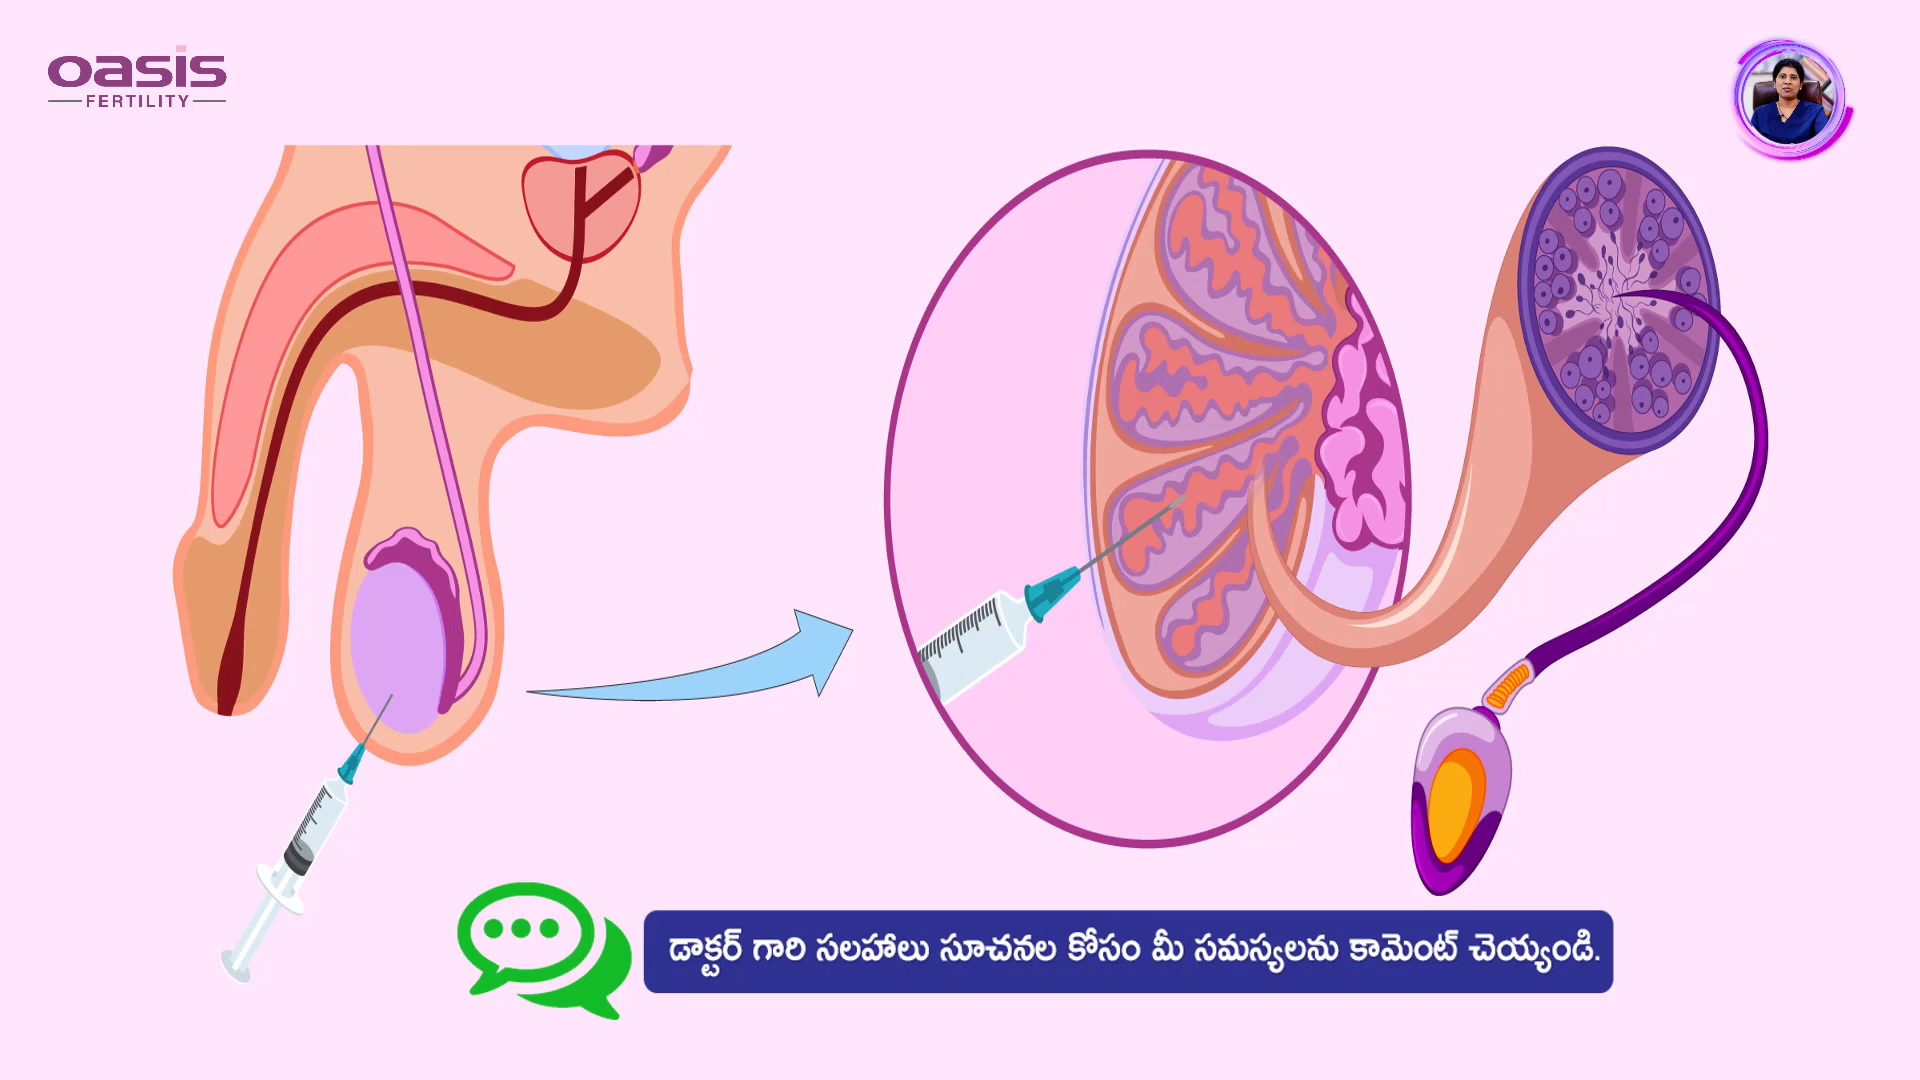 oasis
FERTILITY
డాక్టర్ గారి సలహాలు సూచనల కోసం మీ సమస్యలను కామెంట్ చెయ్యండి.